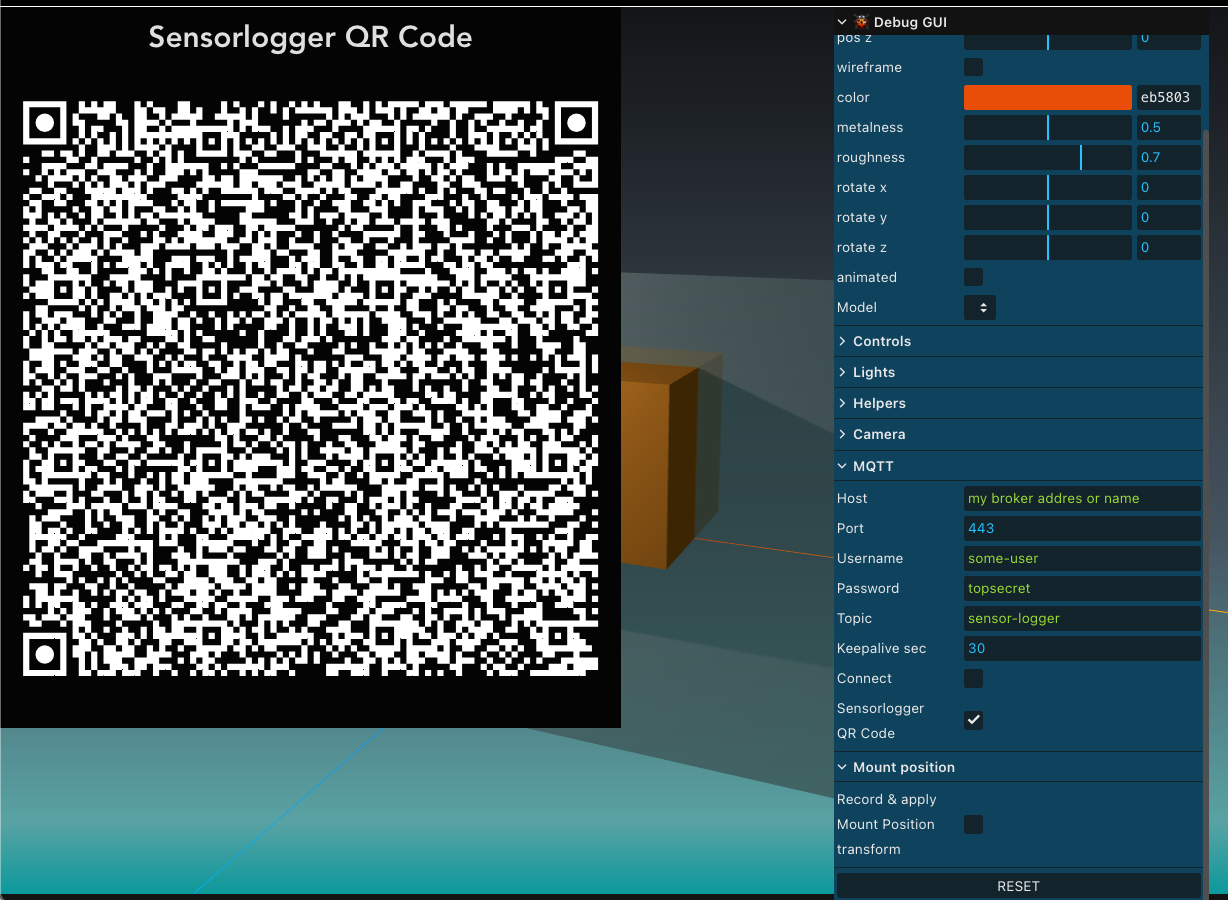 Sensorlogger QR Code
Debug GUI
pos z 0
wireframe
color eb5803
metalness 0.5
roughness 0.7
rotate x 0
rotate y 0
rotate z 0
animated
Model
Controls
Lights
Helpers
Camera
MQTT
Host my broker addres or name
Port 443
Username some-user
Password topsecret
Topic sensor-logger
Keepalive sec 30
Connect
Sensorlogger
QR Code
Mount position
Record & apply
Mount Position
transform
RESET